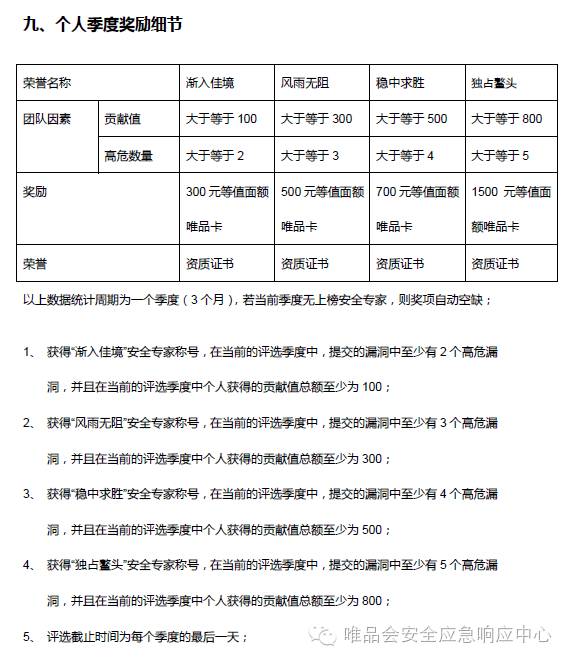 九、个人季度奖励细节
荣誉名称 渐入佳境 风雨无阻 稳中求胜 独占鳌头
团队因素 贡献值 大于等于 100 大于等于 300 大于等于 500 大于等于 800
高危数量 大于等于 2 大于等于 3 大于等于 4 大于等于 5
奖励 300 元等值面额 500 元等值面额 700 元等值面额 1500 元等值面
唯品卡 唯品卡 唯品卡 额唯品卡
荣誉 资质证书 资质证书 资质证书 资质证书
以上数据统计周期为一个季度（3 个月），若当前季度无上榜安全专家，则奖项自动空缺；
1、 获得“渐入佳境”安全专家称号，在当前的评选季度中，提交的漏洞中至少有 2 个高危漏
洞，并且在当前的评选季度中个人获得的贡献值总额至少为 100；
2、 获得“风雨无阻”安全专家称号，在当前的评选季度中，提交的漏洞中至少有 3 个高危漏
洞，并且在当前的评选季度中个人获得的贡献值总额至少为 300；
3、 获得“稳中求胜”安全专家称号，在当前的评选季度中，提交的漏洞中至少有 4 个高危漏
洞，并且在当前的评选季度中个人获得的贡献值总额至少为 500；
4、 获得“独占鳌头”安全专家称号，在当前的评选季度中，提交的漏洞中至少有 5 个高危漏
洞，并且在当前的评选季度中个人获得的贡献值总额至少为 800；
5、 评选截止时间为每个季度的最后一天；
唯品会安全应急响应中心